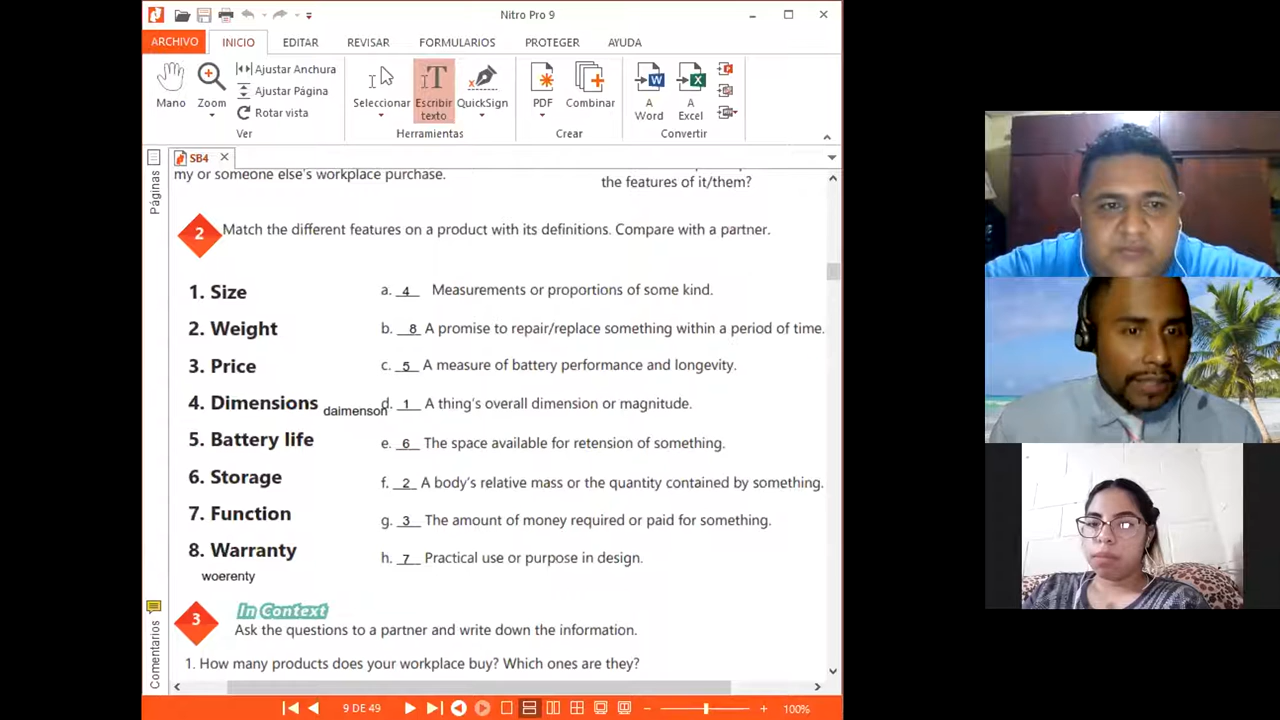 Nitro Pro 9
ARCHIVO INICIO EDITAR REVISAR FORMULARIOS PROTEGER AYUDA
Mano
Zoom
Ajustar Anchura
Ajustar Página
Rotar vista
Ver
Seleccionar
Escribir texto
QuickSign
Herramientas
PDF
Combinar
Crear
A Word
A Excel
Convertir
SB4
Páginas
my or someone else's workplace purchase.
the features of it/them?
2 Match the different features on a product with its definitions. Compare with a partner.
1. Size
a. 4 Measurements or proportions of some kind.
2. Weight
b. 8 A promise to repair/replace something within a period of time.
3. Price
c. 5 A measure of battery performance and longevity.
4. Dimensions daimenson
d. 1 A thing's overall dimension or magnitude.
5. Battery life
e. 6 The space available for retension of something.
6. Storage
f. 2 A body's relative mass or the quantity contained by something.
7. Function
g. 3 The amount of money required or paid for something.
8. Warranty
h. 7 Practical use or purpose in design.
woerenty
3 In Context
Ask the questions to a partner and write down the information.
1. How many products does your workplace buy? Which ones are they?
Comentarios
9 DE 49
100%